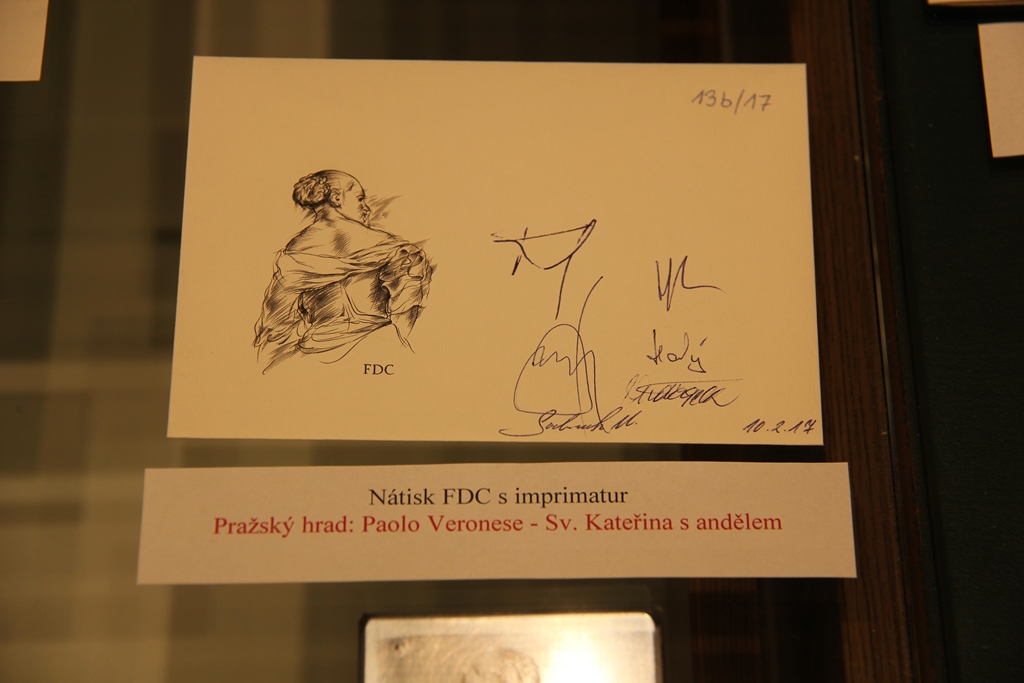 13b/17
FDC
10.2.17
Nátisk FDC s imprimatur
Pražský hrad: Paolo Veronese - Sv. Kateřina s andělem